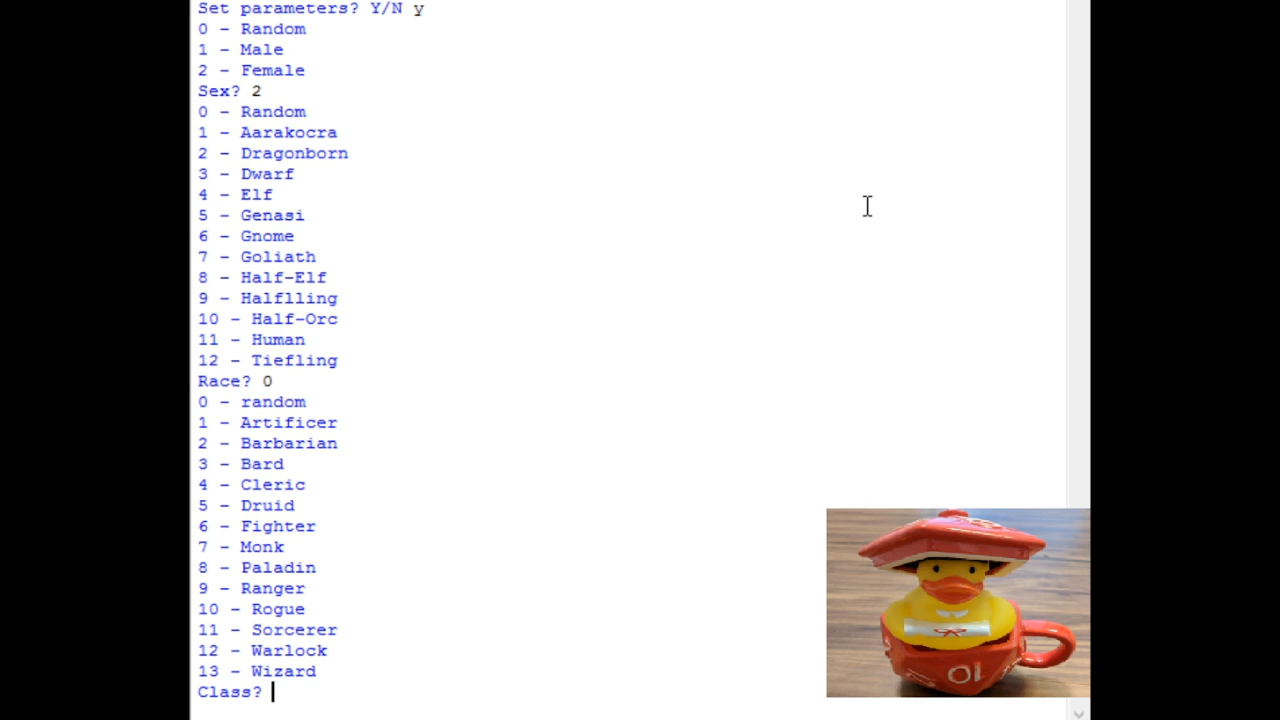 Set parameters? Y/N y
0 - Random
1 - Male
2 - Female
Sex? 2
0 - Random
1 - Aarakocra
2 - Dragonborn
3 - Dwarf
4 - Elf
5 - Genasi
6 - Gnome
7 - Goliath
8 - Half-Elf
9 - Halflling
10 - Half-Orc
11 - Human
12 - Tiefling
Race? 0
0 - random
1 - Artificer
2 - Barbarian
3 - Bard
4 - Cleric
5 - Druid
6 - Fighter
7 - Monk
8 - Paladin
9 - Ranger
10 - Rogue
11 - Sorcerer
12 - Warlock
13 - Wizard
Class?